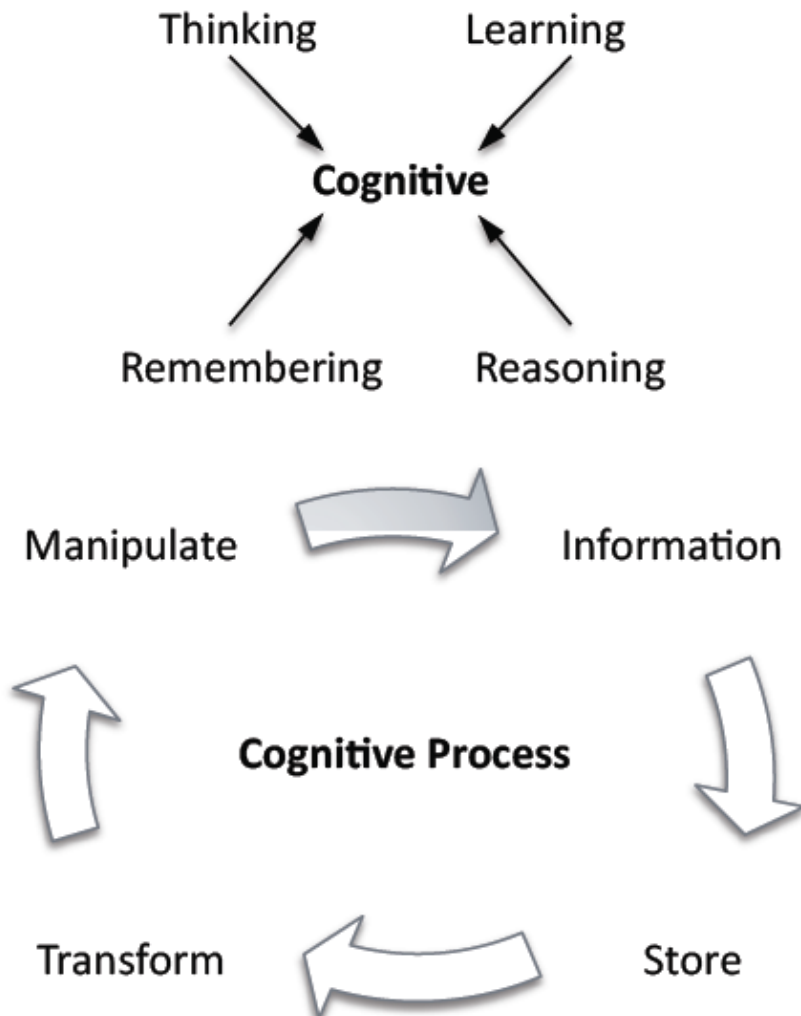 Thinking Learning
Cognitive
Remembering Reasoning
Manipulate Information
Cognitive Process
Transform Store